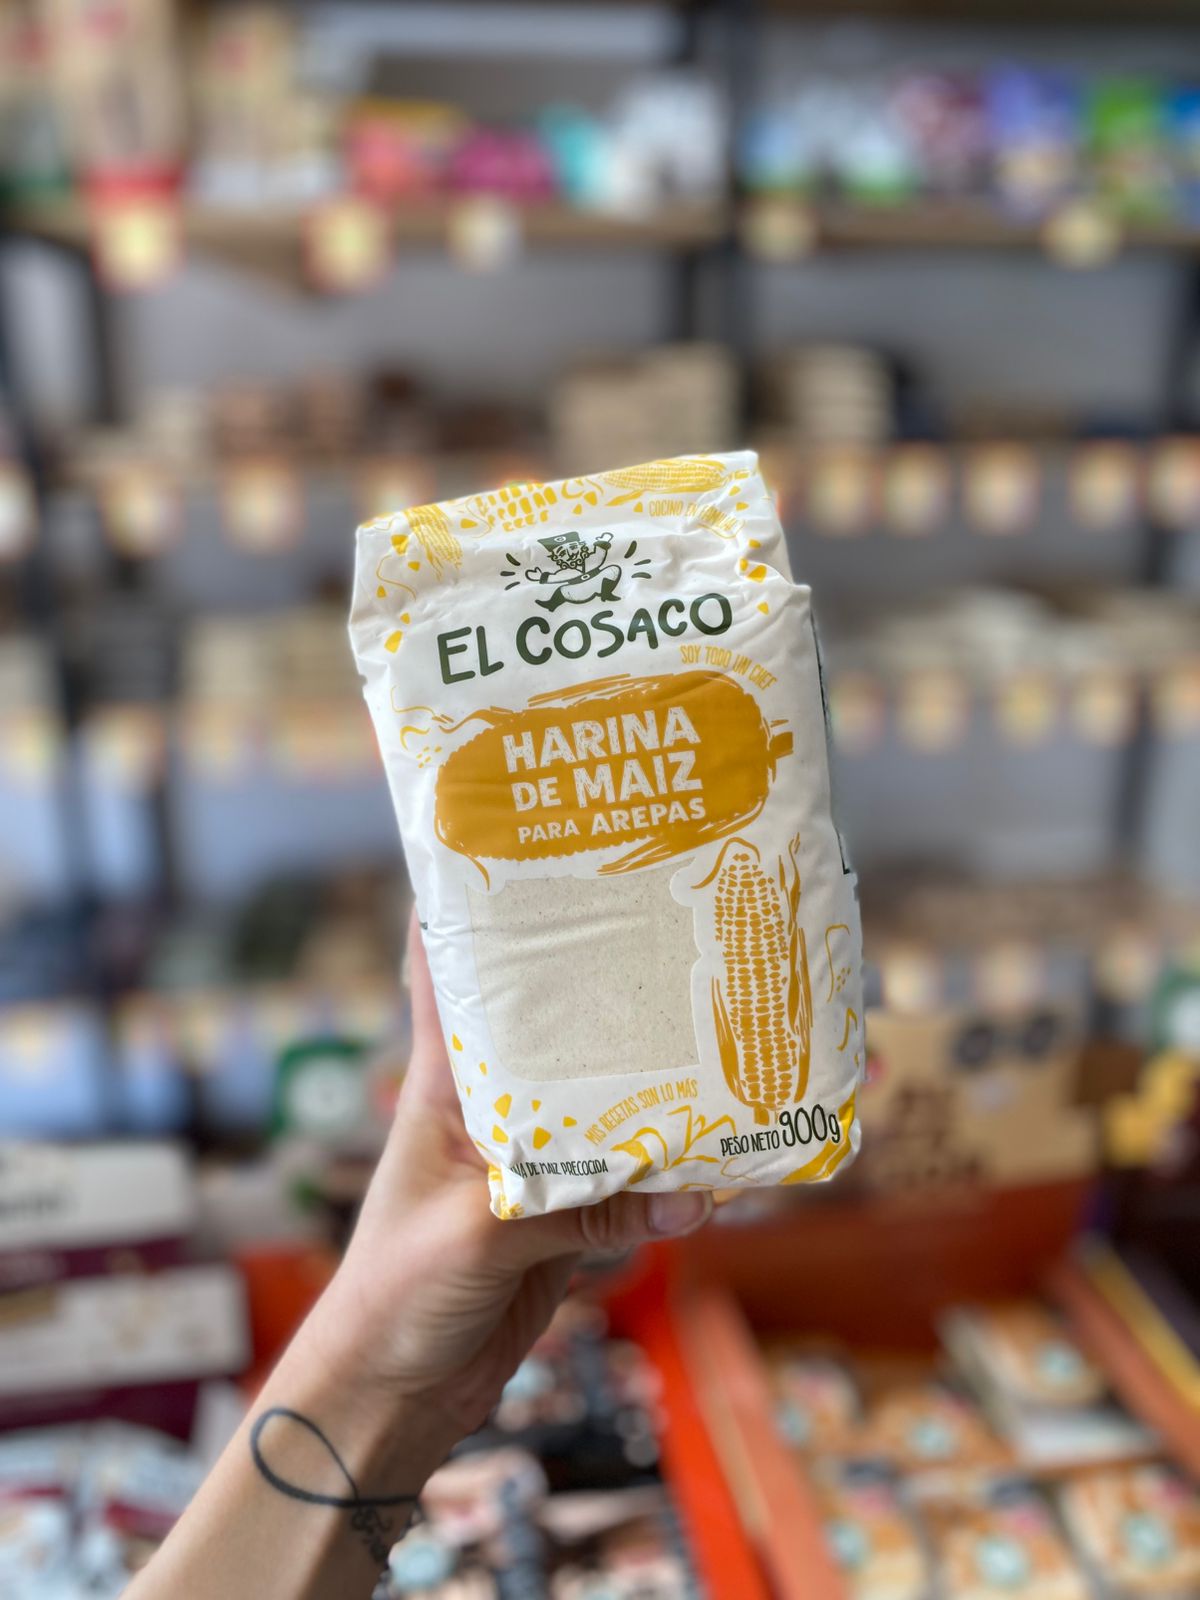 EL COSACO
SOY TODO UN CHEF
HARINA
DE MAIZ
PARA AREPAS
MIS RECETAS SON LO MÁS
PESO NETO 900g
DE MAIZ PRECOCIDA
COCINO EN